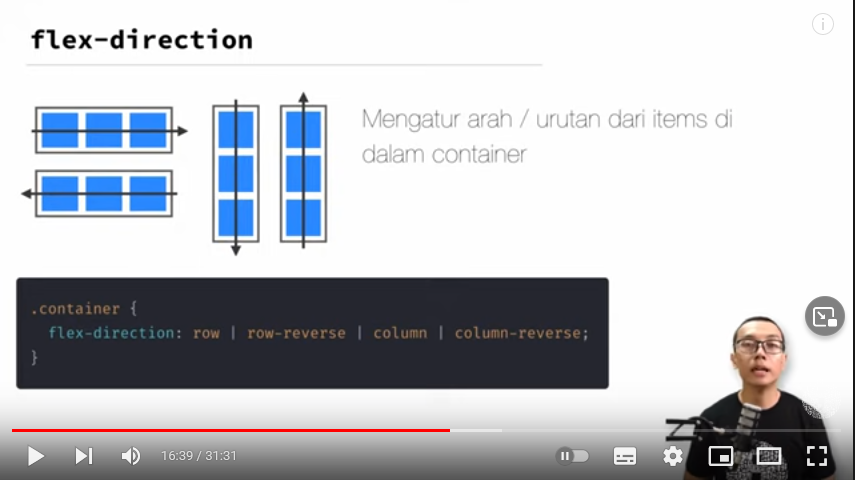 flex-direction
Mengatur arah / urutan dari items di
dalam container
.container {
flex-direction: row | row-reverse | column | column-reverse;
}
16:39 / 31:31